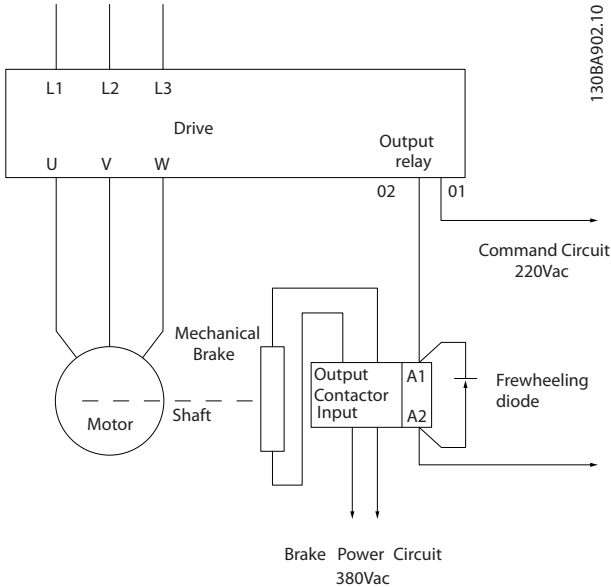 130BA902.10
L1 L2 L3
Drive
Output
relay
U V W
02 01
Command Circuit
220Vac
Mechanical
Brake
Output
Contactor
Input
A1
A2
Frewheeling
diode
Shaft
Motor
Brake Power Circuit
380Vac